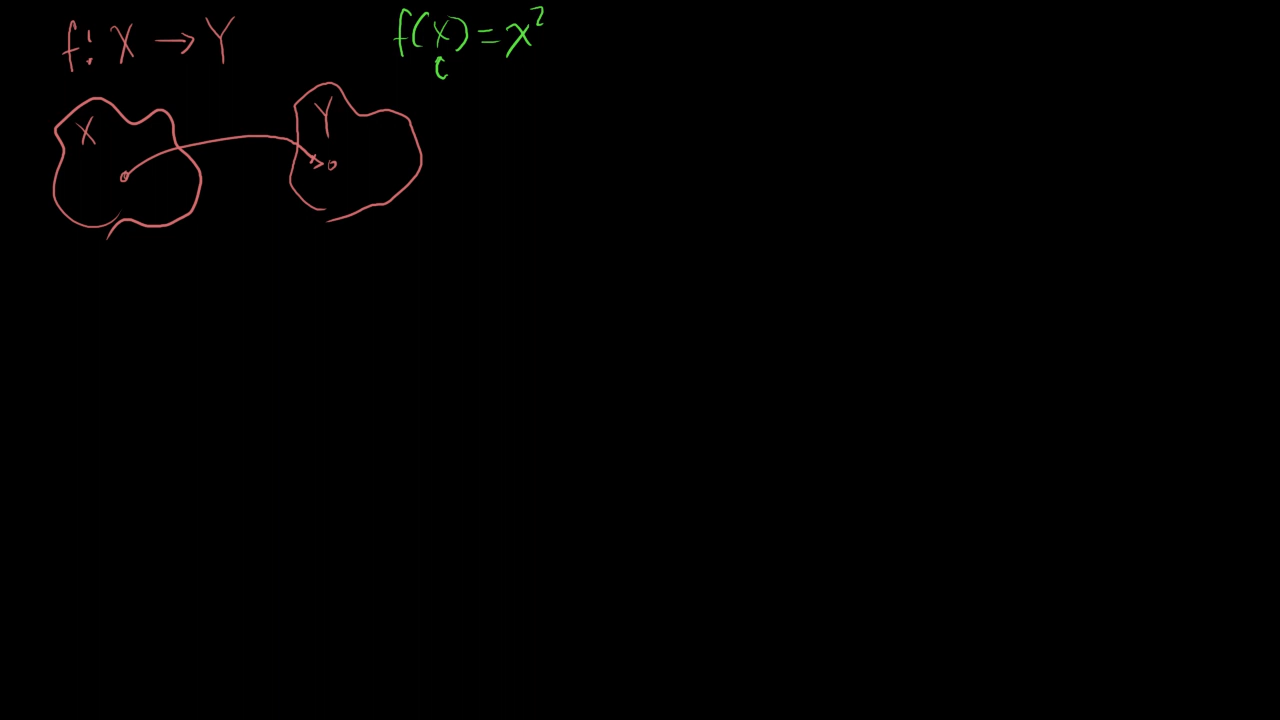 f: X → Y
f(x) = x²
X
Y